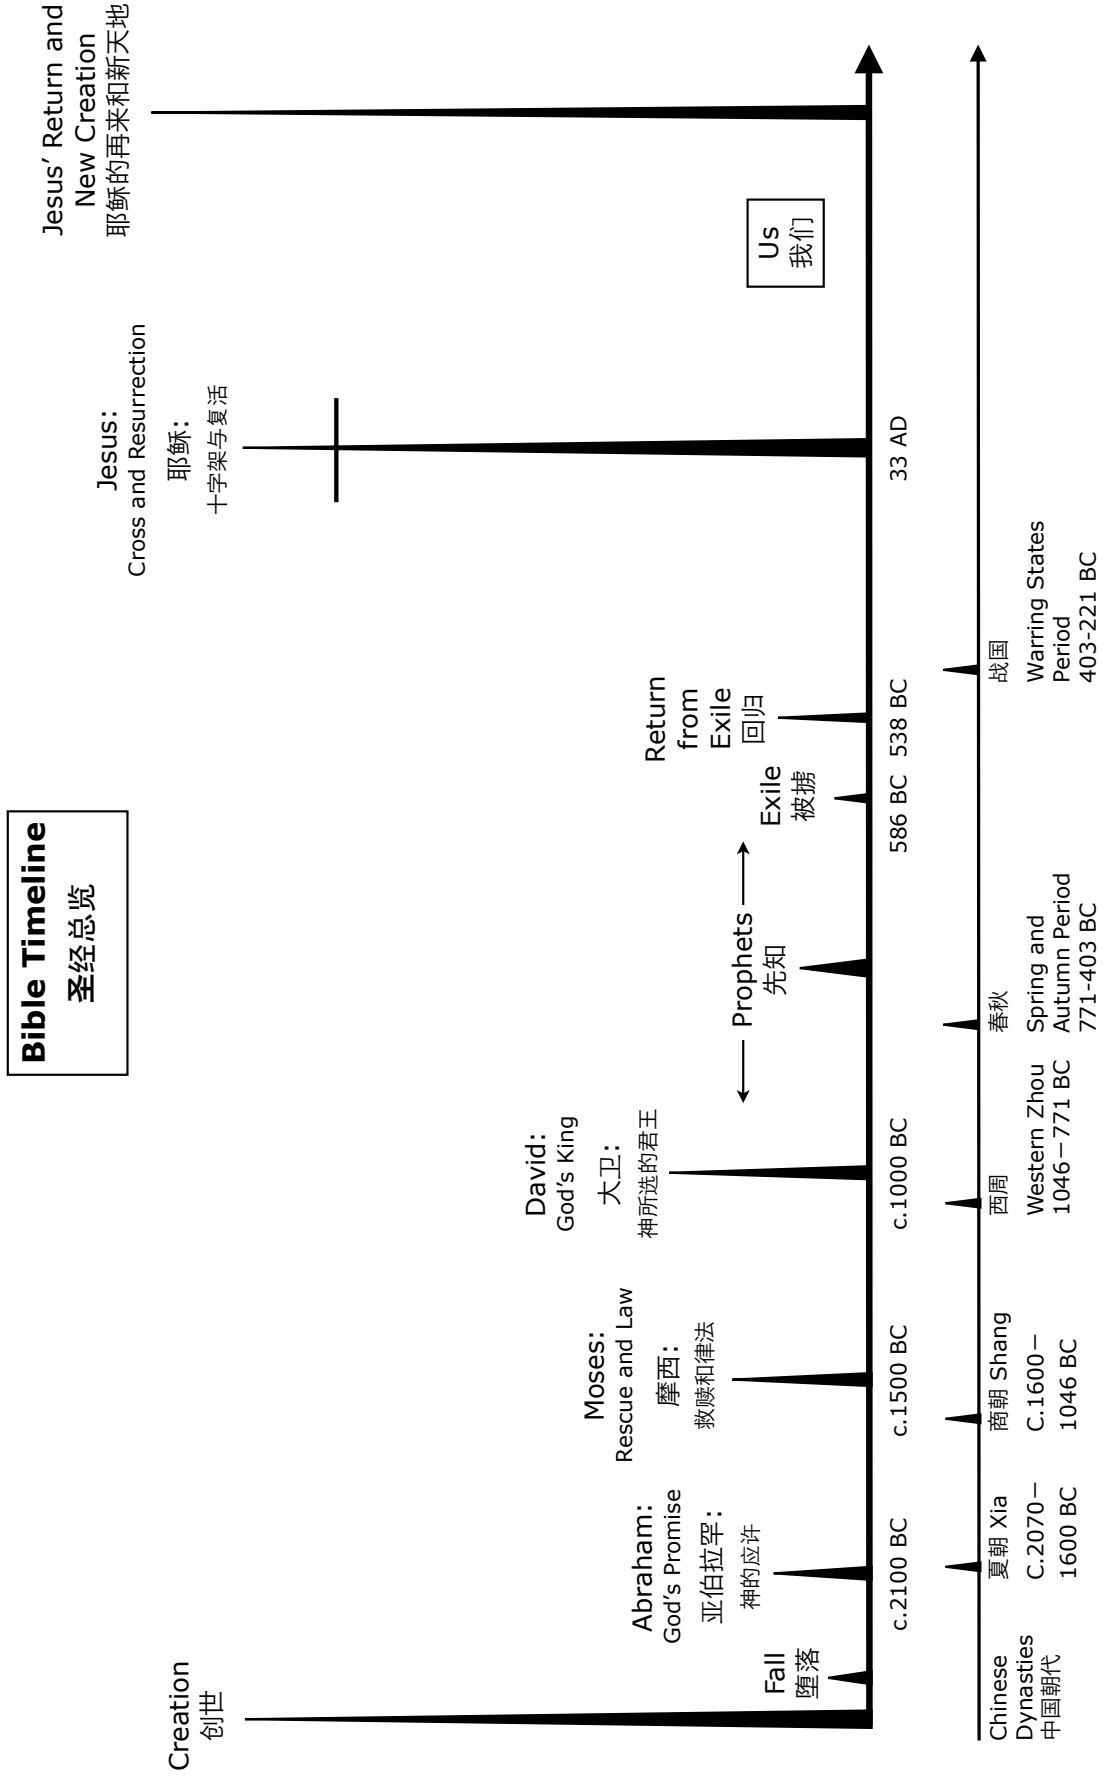 Bible Timeline
圣经总览
Creation
创世
Fall
堕落
Abraham:
God's Promise
亚伯拉罕:
神的应许
Moses:
Rescue and Law
摩西:
救赎和律法
David:
God's King
大卫:
神所选的君王
Prophets
先知
Exile
被掳
Return
from
Exile
回归
Jesus:
Cross and Resurrection
耶稣:
十字架与复活
Us
我们
Jesus' Return and
New Creation
耶稣的再来和新天地
c.2100 BC
c.1500 BC
c.1000 BC
586 BC
538 BC
33 AD
Chinese
Dynasties
中国朝代
夏朝 Xia
C.2070—
1600 BC
商朝 Shang
C.1600—
1046 BC
西周
Western Zhou
1046—771 BC
春秋
Spring and
Autumn Period
771-403 BC
战国
Warring States
Period
403-221 BC